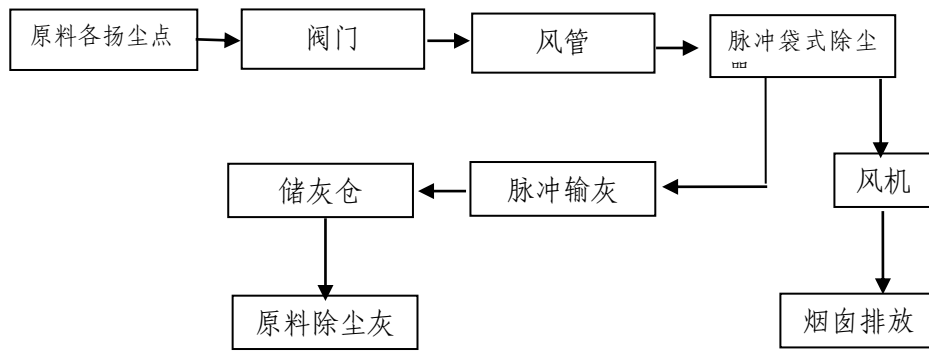 原料各扬尘点
阀门
风管
脉冲袋式除尘
储灰仓
脉冲输灰
风机
原料除尘灰
烟囱排放